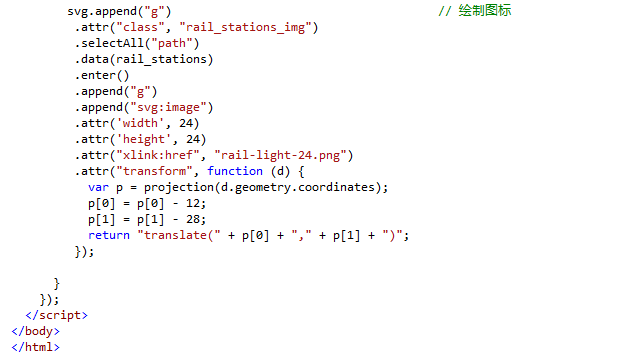 svg.append("g") // 绘制图标
.attr("class", "rail_stations_img")
.selectAll("path")
.data(rail_stations)
.enter()
.append("g")
.append("svg:image")
.attr('width', 24)
.attr('height', 24)
.attr("xlink:href", "rail-light-24.png")
.attr("transform", function (d) {
var p = projection(d.geometry.coordinates);
p[0] = p[0] - 12;
p[1] = p[1] - 28;
return "translate(" + p[0] + "," + p[1] + ")";
});
}
});
</script>
</body>
</html>